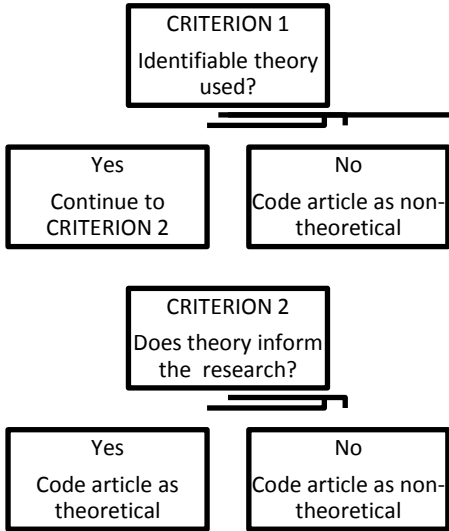 CRITERION 1
Identifiable theory
used?
Yes
Continue to
CRITERION 2
No
Code article as non-
theoretical
CRITERION 2
Does theory inform
the research?
Yes
Code article as
theoretical
No
Code article as non-
theoretical